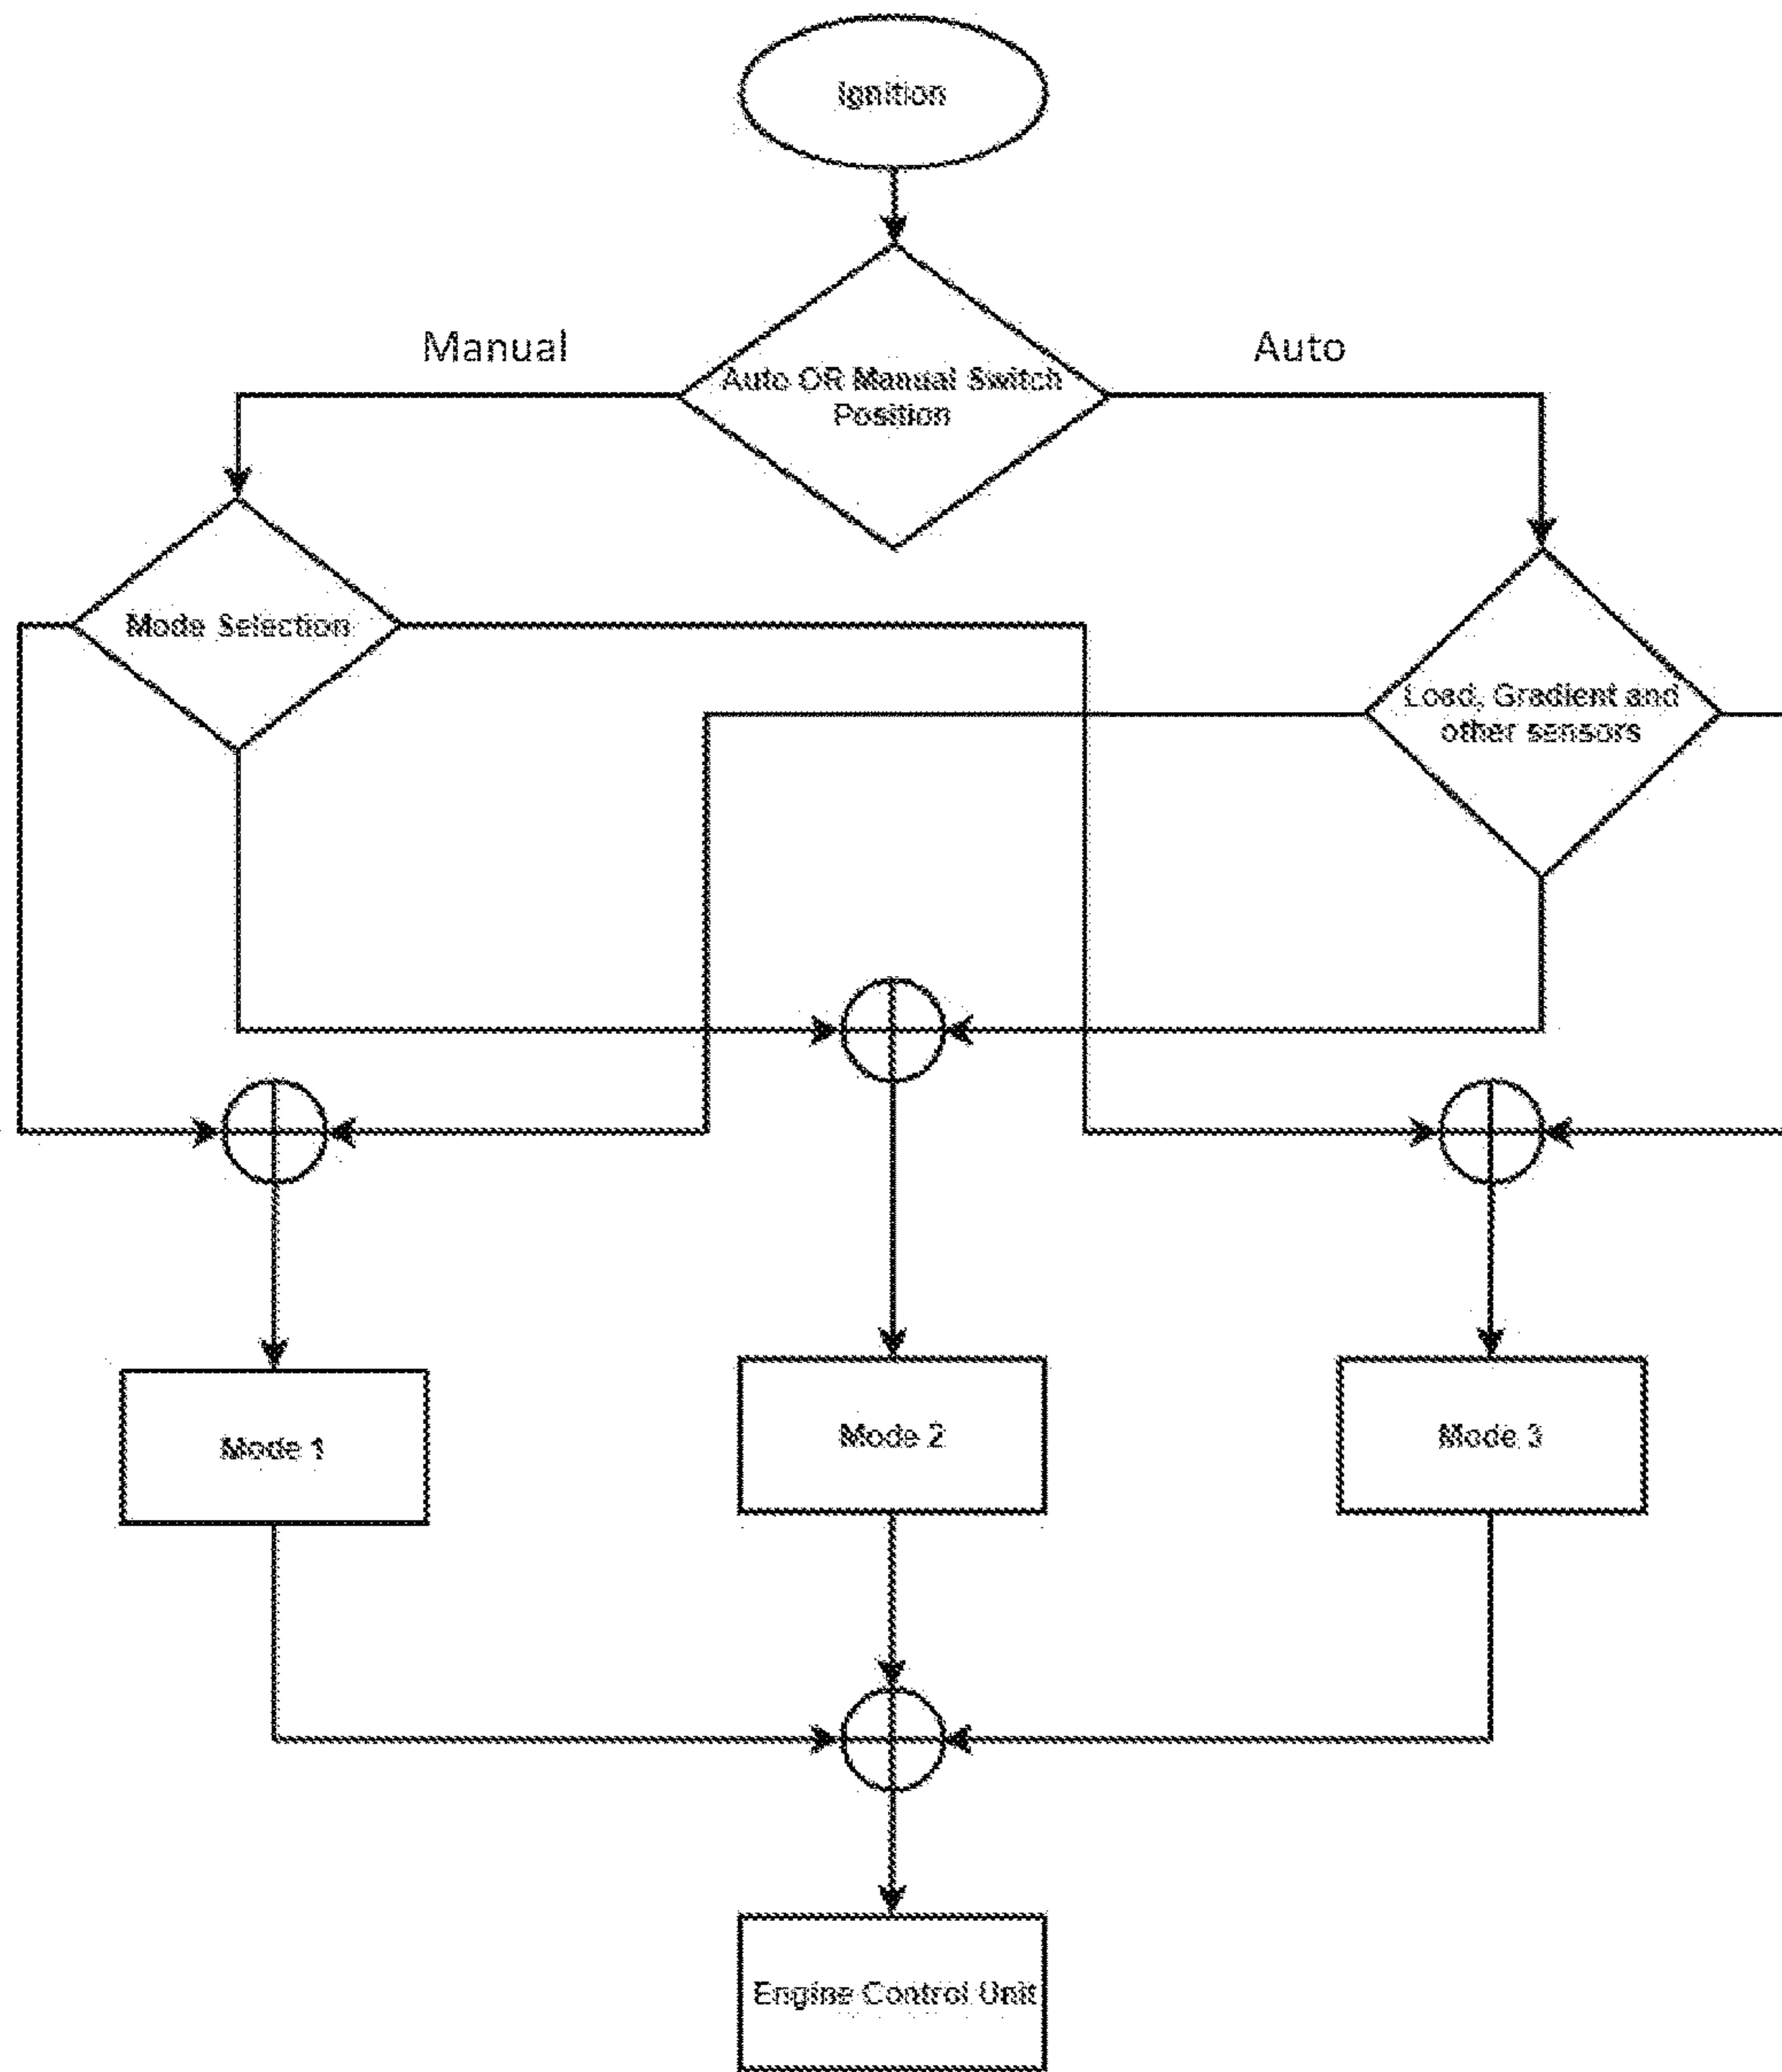 Ignition
Manual
Auto
Auto OR Manual Switch
Position
Mode Selection
Load, Gradient and
other sensors
Mode 1
Mode 2
Mode 3
Engine Control Unit